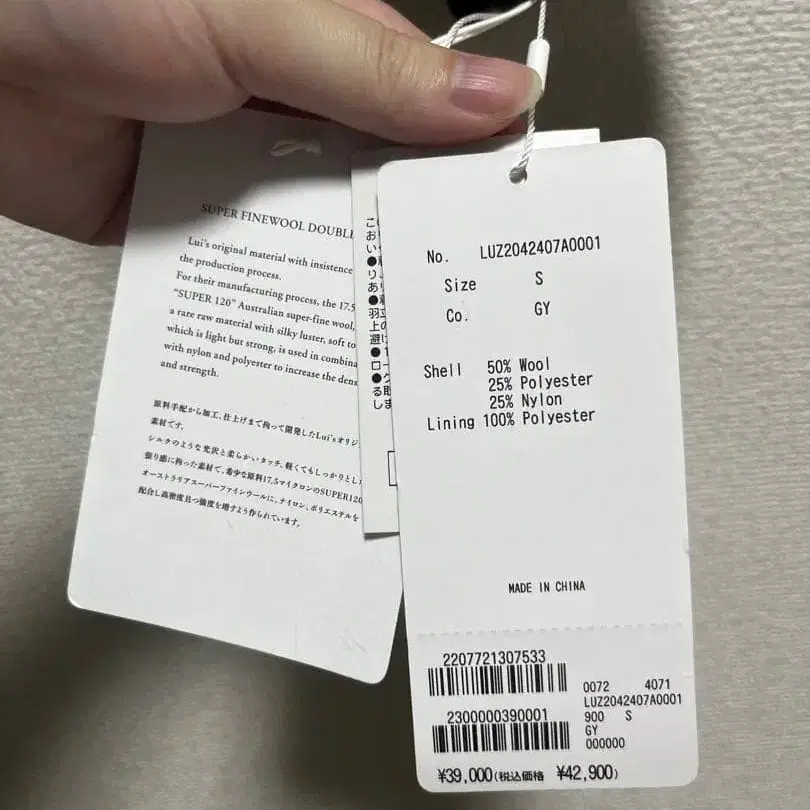 SUPER FINEWOOL DOUBLE
Lui's original material with insistence
the production process.
For their manufacturing process, the 17.5
"SUPER 120" Australian super-fine wool,
a rare raw material with silky luster, soft to
which is light but strong, is used in combina
with nylon and polyester to increase the dens
and strength.
原料手配から加工、仕上げまで拘って開発したLui'sオリジ
素材です。
シルクのような光沢と柔らかいタッチ、軽くてもしっかりとした
張り感に拘った素材で、希少な原料17.5マイクロンのSUPER120
オーストラリアスーパーファインウールに、ナイロン、ポリエステルを
配合し高密度且つ強度を増すよう作られています。
No. LUZ2042407A0001
Size S
Co. GY
Shell 50% Wool
25% Polyester
25% Nylon
Lining 100% Polyester
MADE IN CHINA
2207721307533
2300000390001
0072 4071
LUZ2042407A0001
900 S
GY
000000
¥39,000(税込価格 ¥42,900)